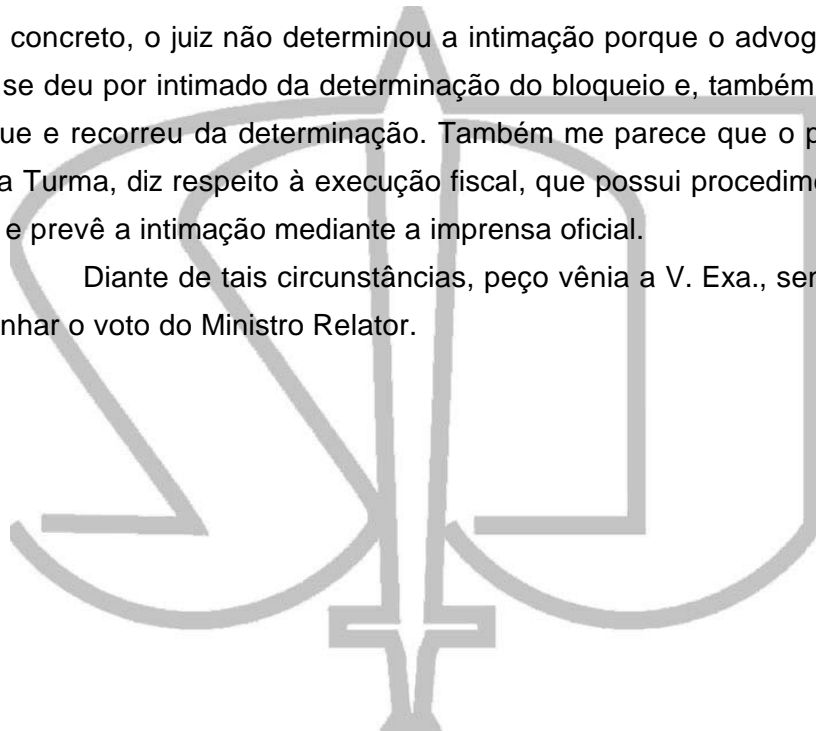 concreto, o juiz não determinou a intimação porque o advog
se deu por intimado da determinação do bloqueio e, também
que e recorreu da determinação. Também me parece que o p
a Turma, diz respeito à execução fiscal, que possui procedime
e prevê a intimação mediante a imprensa oficial.
Diante de tais circunstâncias, peço vênia a V. Exa., ser
nhar o voto do Ministro Relator.